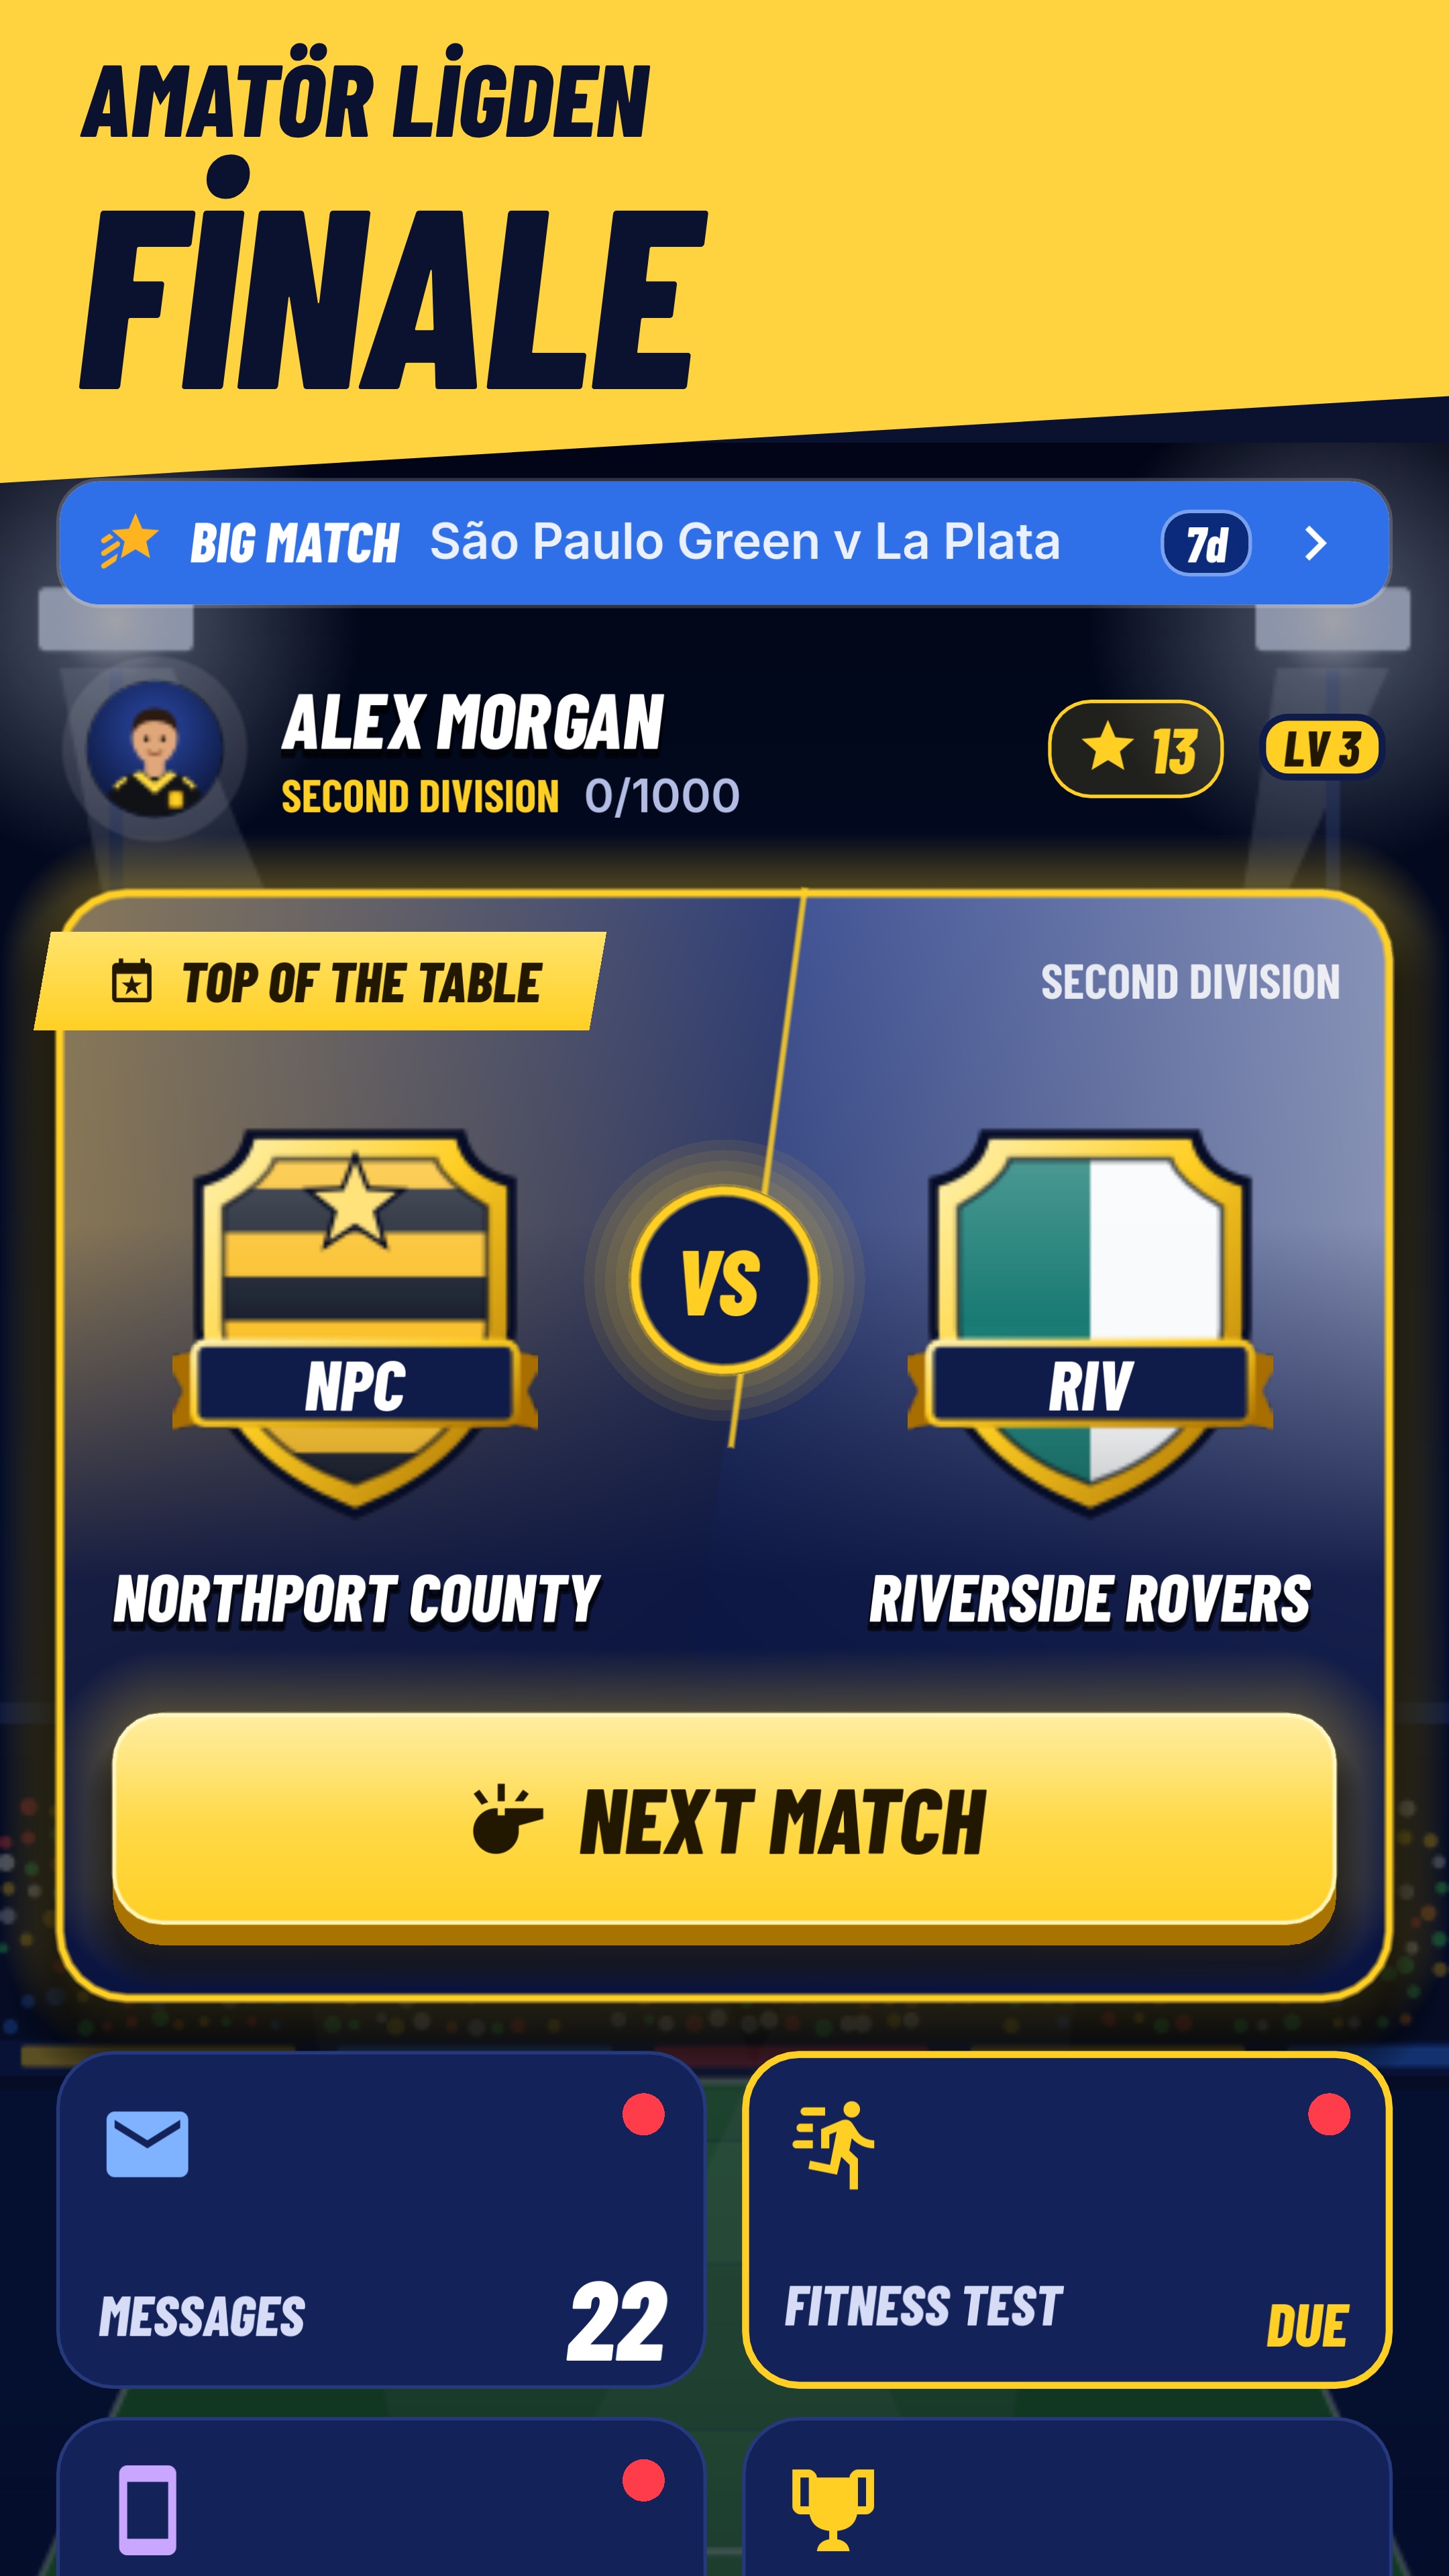 AMATÖR LİGDEN
FİNALE
BIG MATCH São Paulo Green v La Plata 7d
ALEX MORGAN
SECOND DIVISION 0/1000
13
LV 3
TOP OF THE TABLE
SECOND DIVISION
NPC
VS
RIV
NORTHPORT COUNTY
RIVERSIDE ROVERS
NEXT MATCH
MESSAGES 22
FITNESS TEST DUE